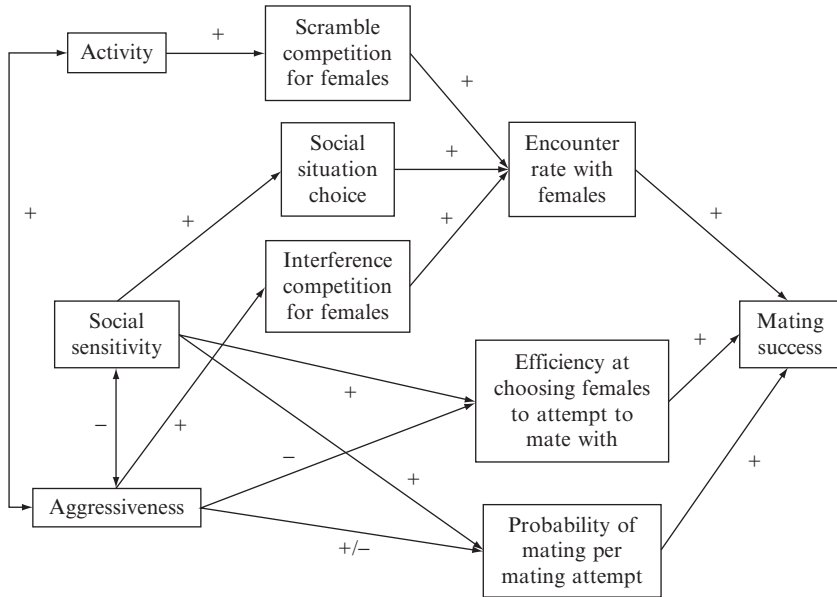 Activity
+
Scramble
competition
for females
+
Social
situation
choice
+
Encounter
rate with
females
+
+
+
+
Interference
competition
for females
Social
sensitivity
Mating
success
+
Efficiency at
choosing females
to attempt to
mate with
+
–
+
–
+
+
Aggressiveness
+/–
Probability of
mating per
mating attempt